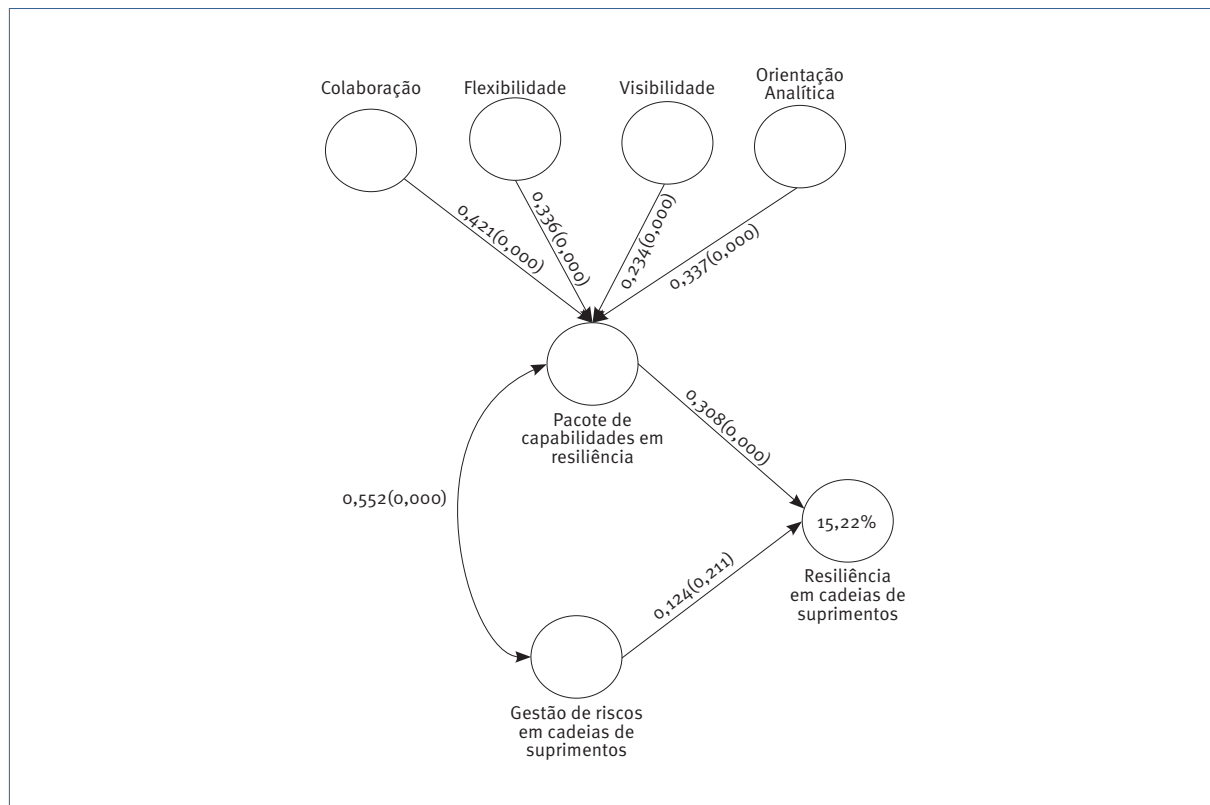 Colaboração
Flexibilidade
Visibilidade
Orientação
Analítica
0,421(0,000)
0,336(0,000)
0,234(0,000)
0,337(0,000)
Pacote de
capabilidades em
resiliência
0,308(0,000)
0,552(0,000)
15,22%
0,124(0,211)
Resiliência
em cadeias de
suprimentos
Gestão de riscos
em cadeias de
suprimentos